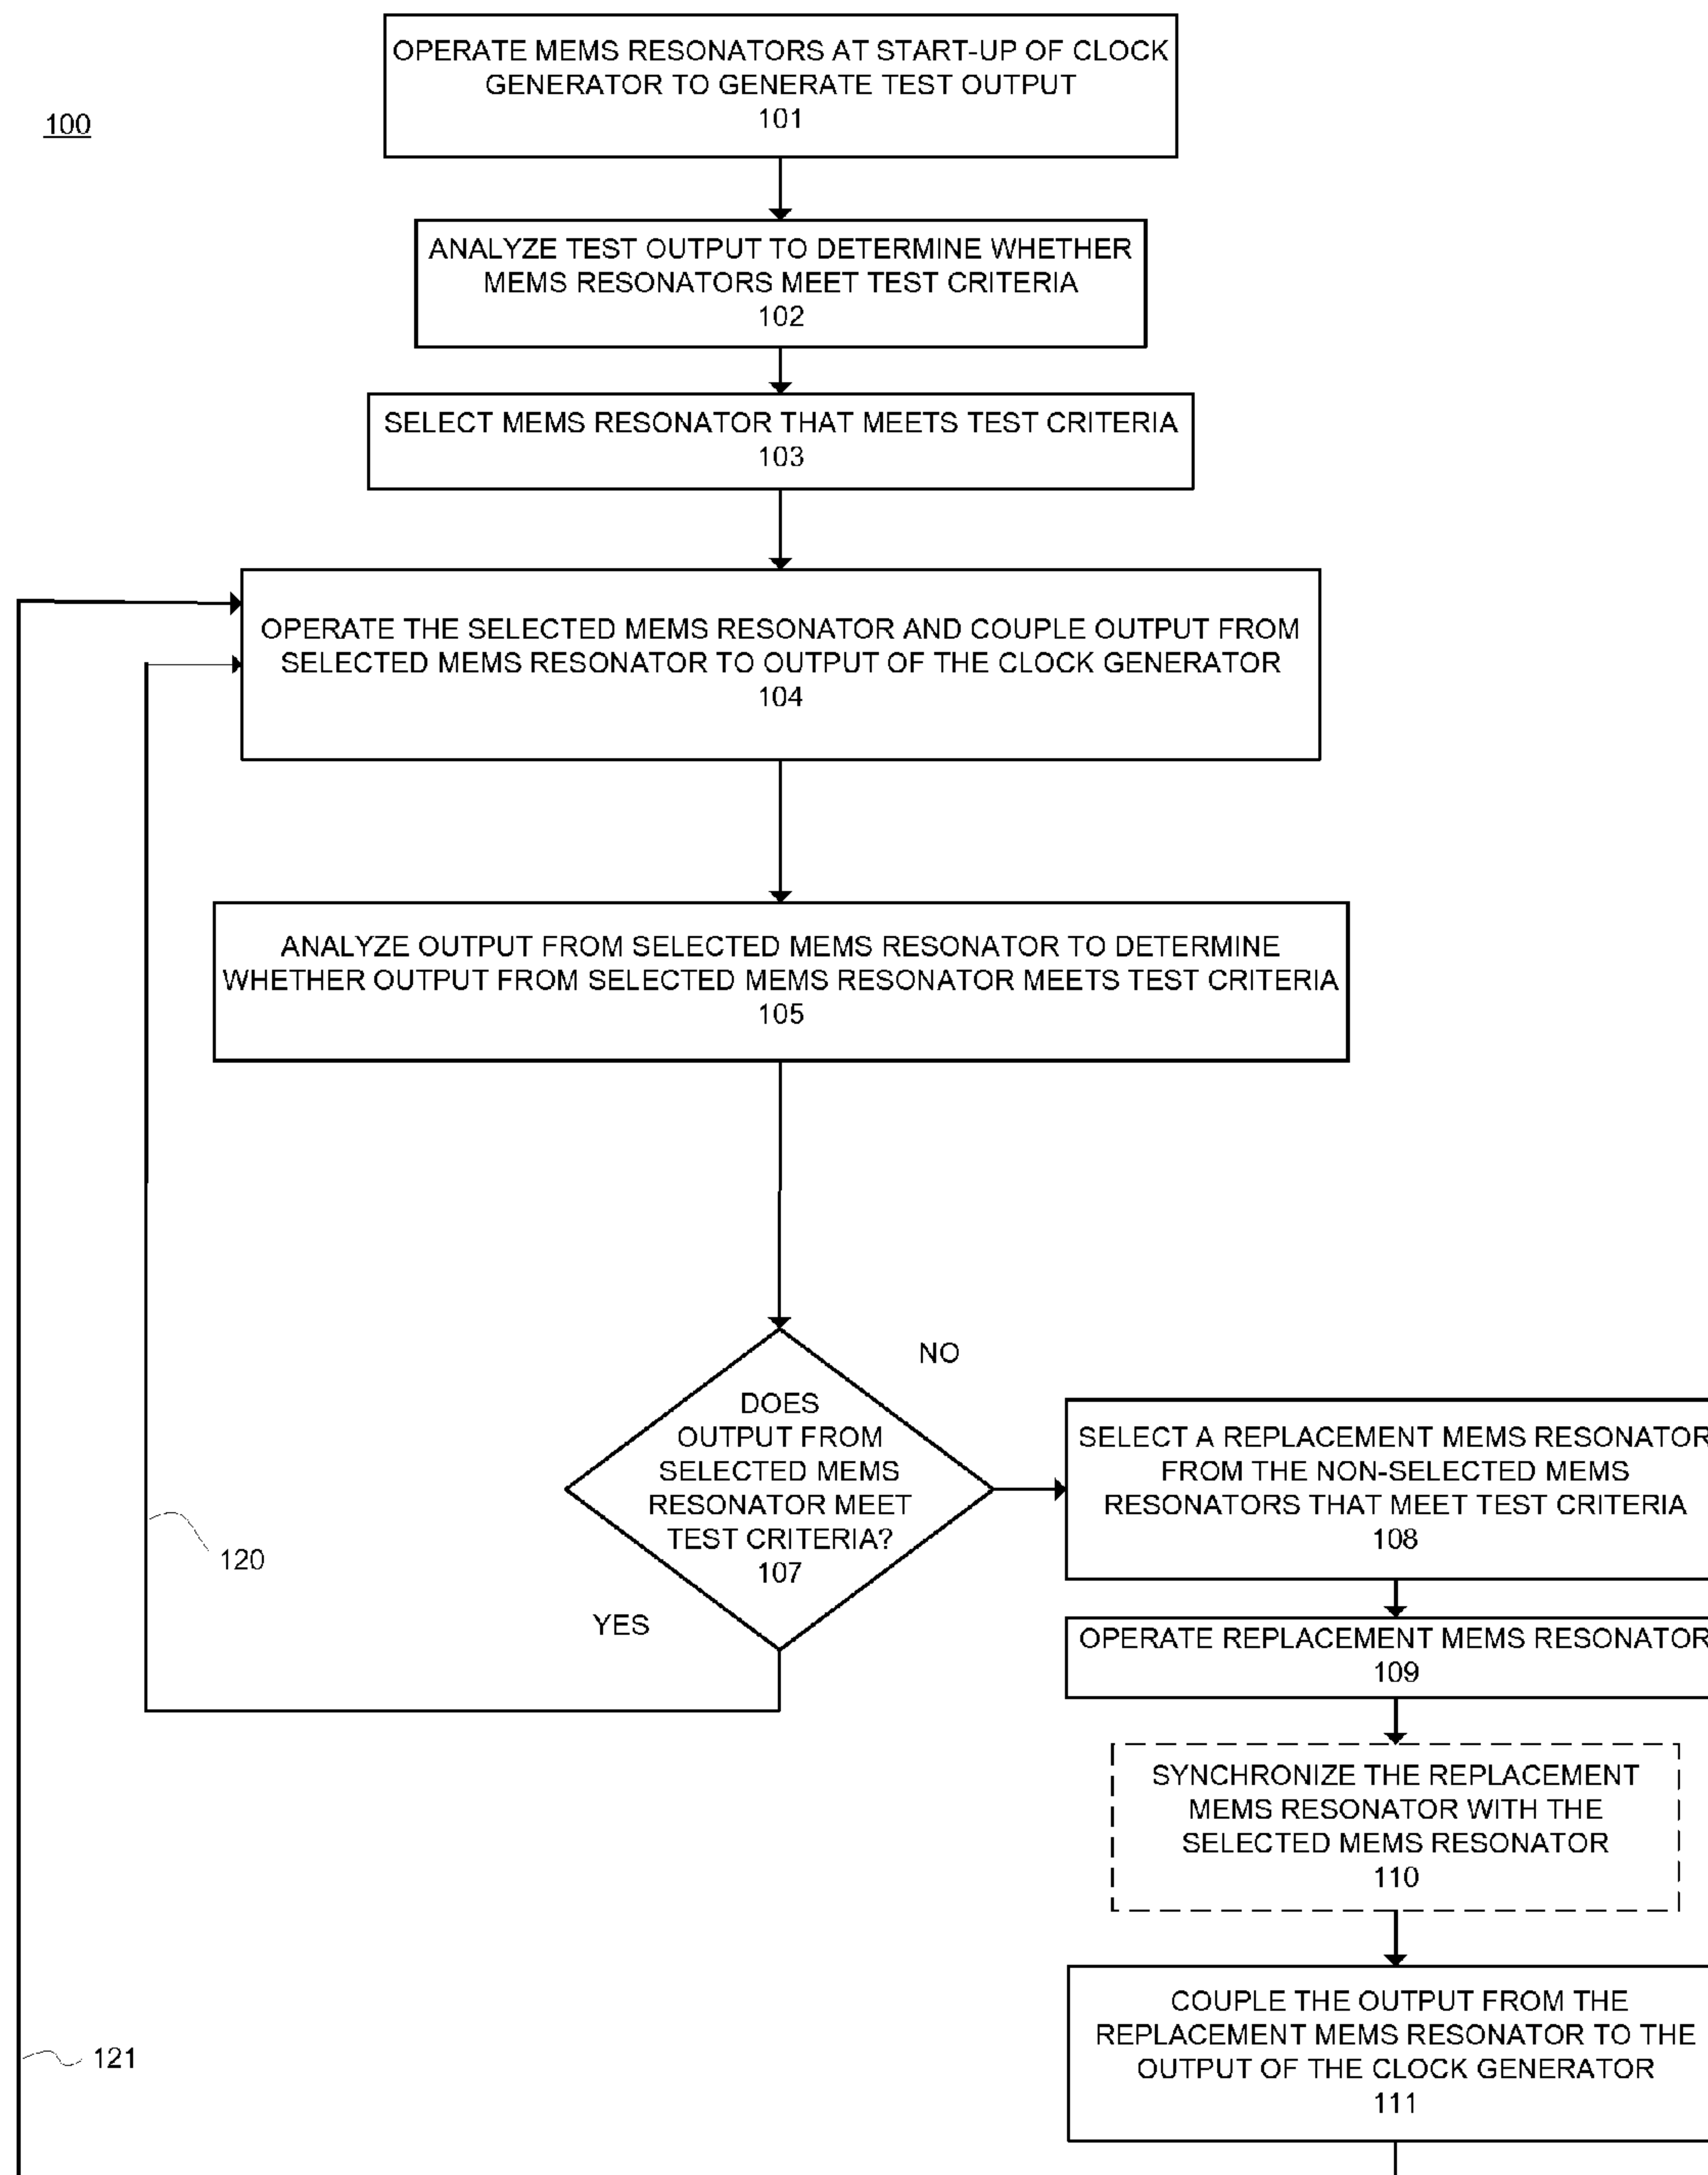 100
OPERATE MEMS RESONATORS AT START-UP OF CLOCK
GENERATOR TO GENERATE TEST OUTPUT
101
ANALYZE TEST OUTPUT TO DETERMINE WHETHER
MEMS RESONATORS MEET TEST CRITERIA
102
SELECT MEMS RESONATOR THAT MEETS TEST CRITERIA
103
OPERATE THE SELECTED MEMS RESONATOR AND COUPLE OUTPUT FROM
SELECTED MEMS RESONATOR TO OUTPUT OF THE CLOCK GENERATOR
104
ANALYZE OUTPUT FROM SELECTED MEMS RESONATOR TO DETERMINE
WHETHER OUTPUT FROM SELECTED MEMS RESONATOR MEETS TEST CRITERIA
105
DOES
OUTPUT FROM
SELECTED MEMS
RESONATOR MEET
TEST CRITERIA?
107
NO
YES
120
SELECT A REPLACEMENT MEMS RESONATOR
FROM THE NON-SELECTED MEMS
RESONATORS THAT MEET TEST CRITERIA
108
OPERATE REPLACEMENT MEMS RESONATOR
109
SYNCHRONIZE THE REPLACEMENT
MEMS RESONATOR WITH THE
SELECTED MEMS RESONATOR
110
COUPLE THE OUTPUT FROM THE
REPLACEMENT MEMS RESONATOR TO THE
OUTPUT OF THE CLOCK GENERATOR
111
121